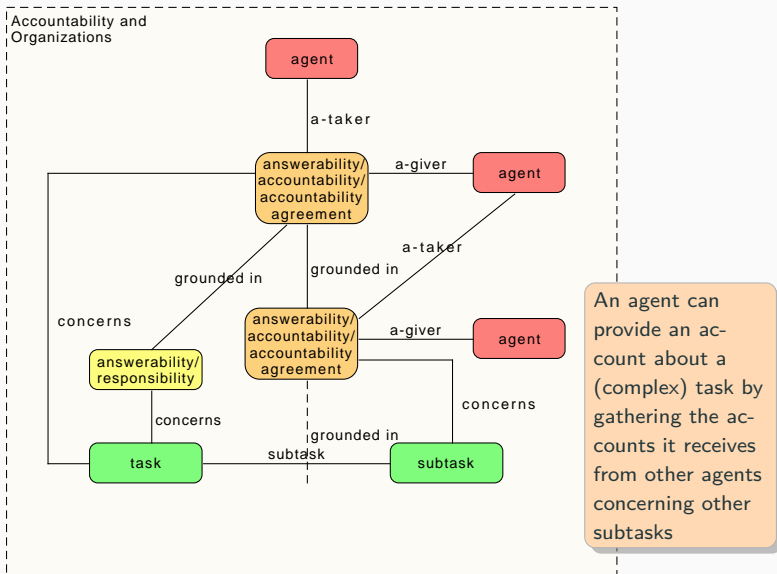 Accountability and
Organizations
agent
a-taker
answerability/
accountability/
accountability
agreement
a-giver
agent
a-taker
grounded in
grounded in
concerns
answerability/
accountability/
accountability
agreement
a-giver
agent
answerability/
responsibility
concerns
concerns
grounded in
task
subtask
subtask
An agent can
provide an ac-
count about a
(complex) task by
gathering the ac-
counts it receives
from other agents
concerning other
subtasks